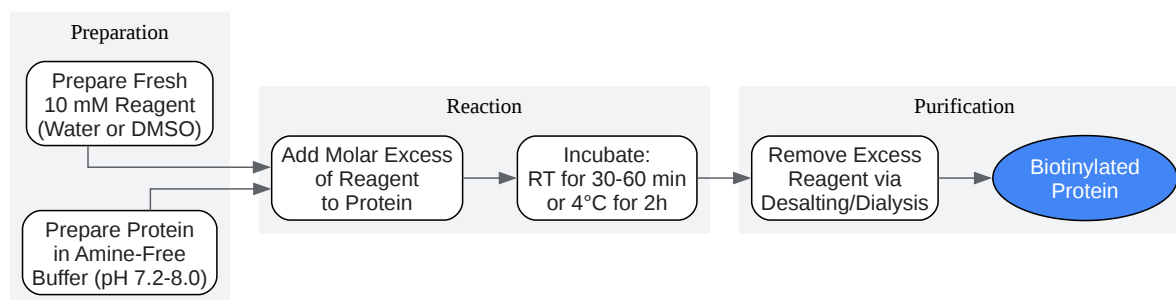 Preparation
Prepare Fresh
10 mM Reagent
(Water or DMSO)
Prepare Protein
in Amine-Free
Buffer (pH 7.2-8.0)
Reaction
Add Molar Excess
of Reagent
to Protein
Incubate:
RT for 30-60 min
or 4°C for 2h
Purification
Remove Excess
Reagent via
Desalting/Dialysis
Biotinylated
Protein